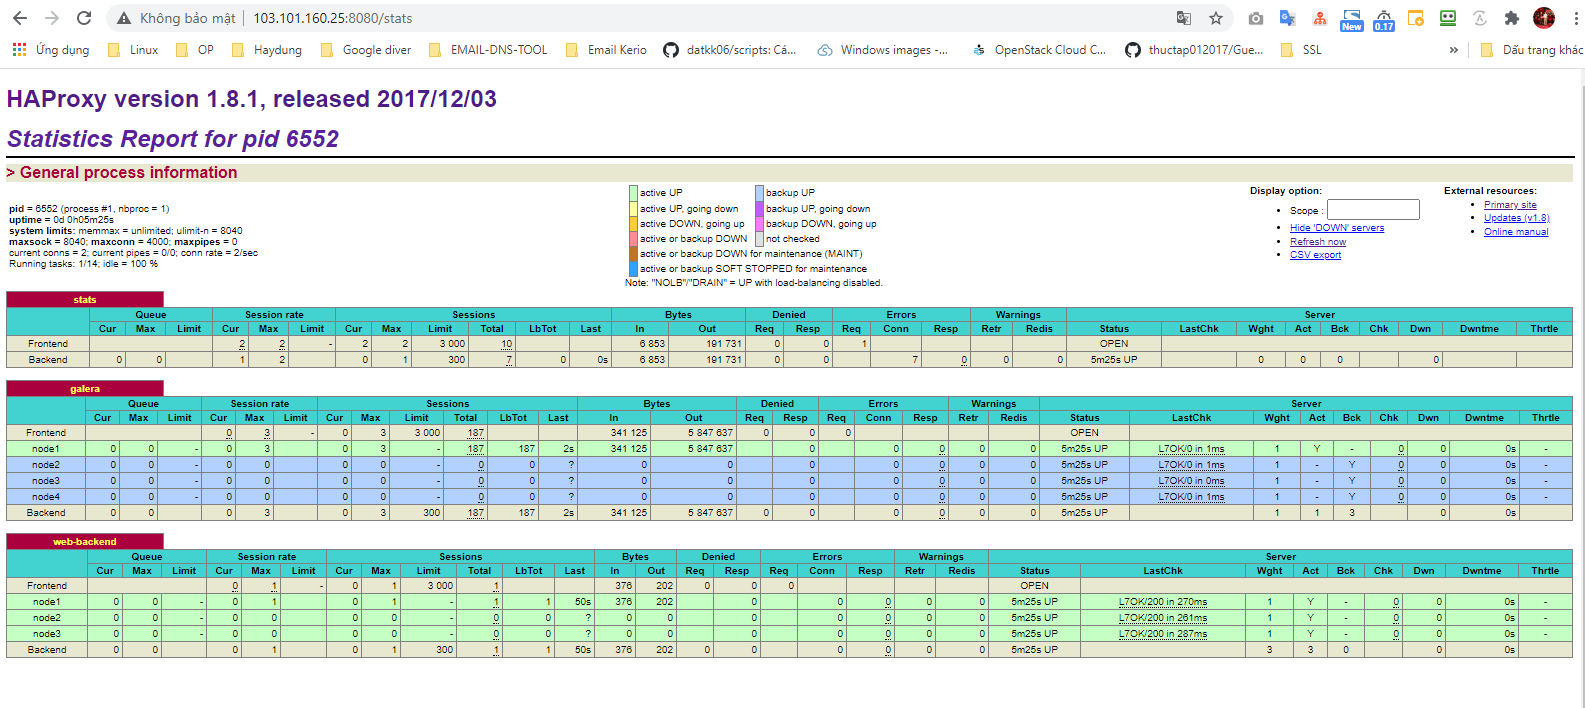 Không bảo mật | 103.101.160.25:8080/stats
New 0.17
Ứng dụng Linux OP Haydung Google diver EMAIL-DNS-TOOL Email Kerio datkk06/scripts: Cá... Windows images -... OpenStack Cloud C... thuctap012017/Gue... SSL » Dấu trang khác
HAProxy version 1.8.1, released 2017/12/03
Statistics Report for pid 6552
> General process information
pid = 6552 (process #1, nbproc = 1)
uptime = 0d 0h05m25s
system limits: memmax = unlimited; ulimit-n = 8040
maxsock = 8040; maxconn = 4000; maxpipes = 0
current conns = 2; current pipes = 0/0; conn rate = 2/sec
Running tasks: 1/14; idle = 100 %
active UP backup UP
active UP, going down backup UP, going down
active DOWN, going up backup DOWN, going up
active or backup DOWN not checked
active or backup DOWN for maintenance (MAINT)
active or backup SOFT STOPPED for maintenance
Note: "NOLB"/"DRAIN" = UP with load-balancing disabled.
Display option:
Scope :
Hide 'DOWN' servers
Refresh now
CSV export
External resources:
Primary site
Updates (v1.8)
Online manual
stats
Queue Session rate Sessions Bytes Denied Errors Warnings Server
Cur Max Limit Cur Max Limit Cur Max Limit Total LbTot Last In Out Req Resp Req Conn Resp Retr Redis Status LastChk Wght Act Bck Chk Dwn Dwntme Thrtle
Frontend 2 2 - 2 2 3 000 10 6 853 191 731 0 0 1 OPEN
Backend 0 0 1 2 0 1 300 7 0 0s 6 853 191 731 0 0 7 0 0 0 5m25s UP 0 0 0 0
galera
Queue Session rate Sessions Bytes Denied Errors Warnings Server
Cur Max Limit Cur Max Limit Cur Max Limit Total LbTot Last In Out Req Resp Req Conn Resp Retr Redis Status LastChk Wght Act Bck Chk Dwn Dwntme Thrtle
Frontend 0 3 - 0 3 3 000 187 341 125 5 847 637 0 0 0 OPEN
node1 0 0 - 0 3 0 3 - 187 187 2s 341 125 5 847 637 0 0 0 0 0 5m25s UP L7OK/0 in 1ms 1 Y - 0 0 0s -
node2 0 0 - 0 0 0 0 - 0 0 ? 0 0 0 0 0 0 0 5m25s UP L7OK/0 in 1ms 1 - Y 0 0 0s -
node3 0 0 - 0 0 0 0 - 0 0 ? 0 0 0 0 0 0 0 5m25s UP L7OK/0 in 0ms 1 - Y 0 0 0s -
node4 0 0 - 0 0 0 0 - 0 0 ? 0 0 0 0 0 0 0 5m25s UP L7OK/0 in 1ms 1 - Y 0 0 0s -
Backend 0 0 0 3 0 3 300 187 187 2s 341 125 5 847 637 0 0 0 0 0 0 5m25s UP 1 1 3 0 0s
web-backend
Queue Session rate Sessions Bytes Denied Errors Warnings Server
Cur Max Limit Cur Max Limit Cur Max Limit Total LbTot Last In Out Req Resp Req Conn Resp Retr Redis Status LastChk Wght Act Bck Chk Dwn Dwntme Thrtle
Frontend 0 1 - 0 1 3 000 1 376 202 0 0 0 OPEN
node1 0 0 - 0 1 0 1 - 1 1 50s 376 202 0 0 0 0 0 5m25s UP L7OK/200 in 270ms 1 Y - 0 0 0s -
node2 0 0 - 0 0 0 0 - 0 0 ? 0 0 0 0 0 0 0 5m25s UP L7OK/200 in 261ms 1 Y - 0 0 0s -
node3 0 0 - 0 0 0 0 - 0 0 ? 0 0 0 0 0 0 0 5m25s UP L7OK/200 in 287ms 1 Y - 0 0 0s -
Backend 0 0 0 1 0 1 300 1 1 50s 376 202 0 0 0 0 0 0 5m25s UP 3 3 0 0 0s